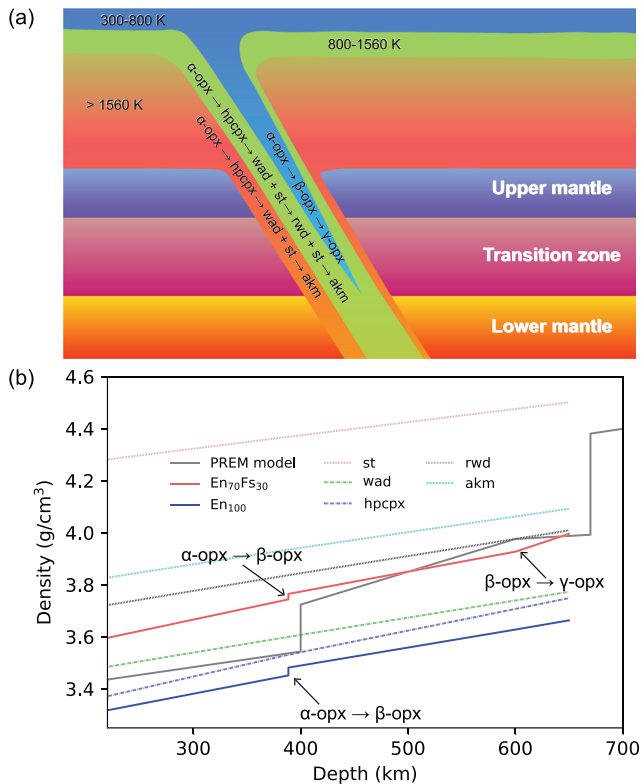 (a)
300-800 K
800-1560 K
> 1560 K
α-opx → hpcpx → wad + st → rwd + st → akm
α-opx → β-opx → γ-opx
α-opx → hpcpx → wad + st → akm
Upper mantle
Transition zone
Lower mantle
(b)
4.6
4.4
4.2
4.0
3.8
3.6
3.4
Density (g/cm³)
PREM model
En₇₀Fs₃₀
En₁₀₀
st
wad
hpcpx
rwd
akm
α-opx → β-opx
β-opx → γ-opx
α-opx → β-opx
300
400
500
600
700
Depth (km)